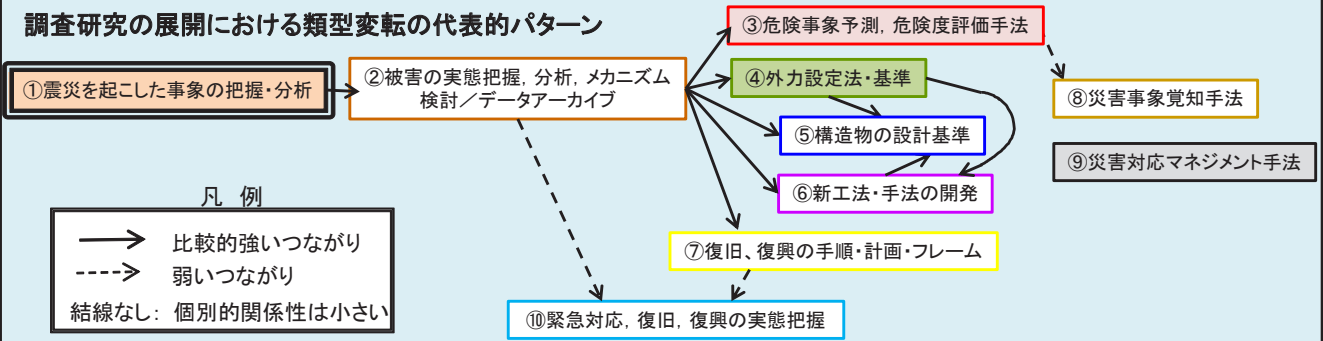 調査研究の展開における類型変転の代表的パターン
①震災を起こした事象の把握・分析
②被害の実態把握, 分析, メカニズム
検討／データアーカイブ
③危険事象予測, 危険度評価手法
④外力設定法・基準
⑤構造物の設計基準
⑥新工法・手法の開発
⑦復旧、復興の手順・計画・フレーム
⑧災害事象覚知手法
⑨災害対応マネジメント手法
⑩緊急対応, 復旧, 復興の実態把握
凡 例
比較的強いつながり
弱いつながり
結線なし： 個別的関係性は小さい